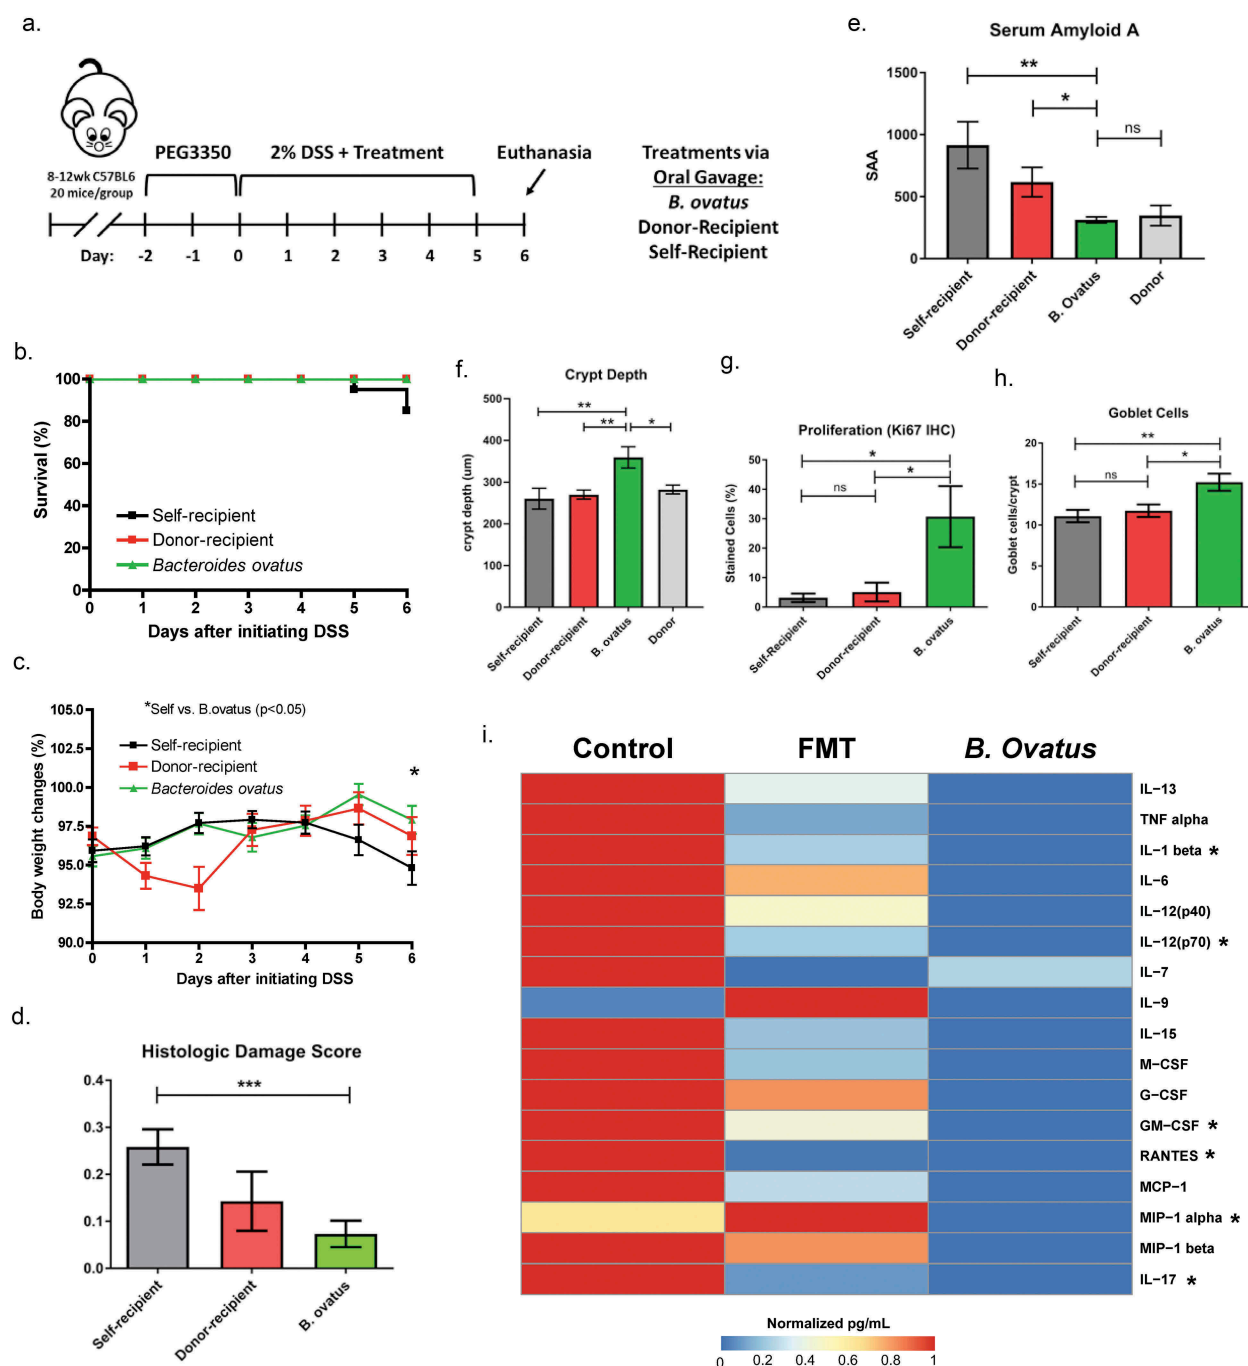 a.
8-12wk C57BL6
20 mice/group
PEG3350
2% DSS + Treatment
Euthanasia
Day:
-2
-1
0
1
2
3
4
5
6
Treatments via
Oral Gavage:
B. ovatus
Donor-Recipient
Self-Recipient
e.
Serum Amyloid A
**
*
ns
SAA
1500
1000
500
0
Self-recipient
Donor-recipient
B. Ovatus
Donor
b.
Survival (%)
100
80
60
40
20
0
Self-recipient
Donor-recipient
Bacteroides ovatus
0
1
2
3
4
5
6
Days after initiating DSS
f.
Crypt Depth
**
**
*
crypt depth (um)
500
400
300
200
100
0
Self-recipient
Donor-recipient
B. ovatus
Donor
g.
Proliferation (Ki67 IHC)
*
*
ns
Stained Cells (%)
50
40
30
20
10
0
Self-Recipient
Donor-recipient
B. ovatus
h.
Goblet Cells
**
*
ns
Goblet cells/crypt
20
15
10
5
0
Self-recipient
Donor-recipient
B. ovatus
c.
*Self vs. B.ovatus (p<0.05)
Self-recipient
Donor-recipient
Bacteroides ovatus
*
Body weight changes (%)
105.0
102.5
100.0
97.5
95.0
92.5
90.0
0
1
2
3
4
5
6
Days after initiating DSS
d.
Histologic Damage Score
***
0.4
0.3
0.2
0.1
0.0
Self-recipient
Donor-recipient
B. ovatus
i.
Control
FMT
B. Ovatus
IL-13
TNF alpha
IL-1 beta *
IL-6
IL-12(p40)
IL-12(p70) *
IL-7
IL-9
IL-15
M-CSF
G-CSF
GM-CSF *
RANTES *
MCP-1
MIP-1 alpha *
MIP-1 beta
IL-17 *
Normalized pg/mL
0
0.2
0.4
0.6
0.8
1